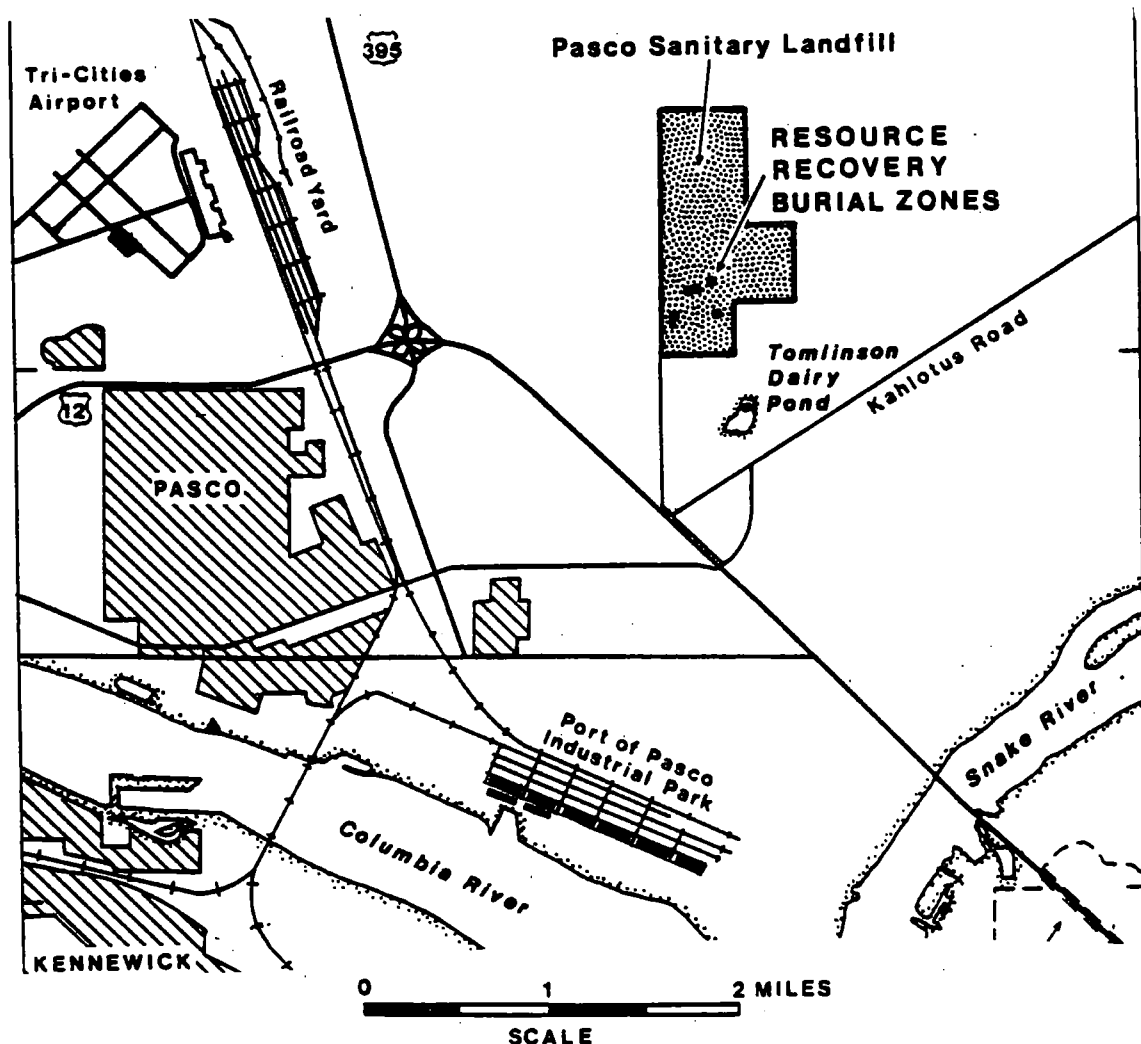 395
Pasco Sanitary Landfill
Tri-Cities
Airport
Railroad Yard
RESOURCE
RECOVERY
BURIAL ZONES
Tomlinson
Dairy
Pond
Kahlotus Road
12
PASCO
Port of Pasco
Industrial Park
Snake River
Columbia River
KENNEWICK
0 1 2 MILES
SCALE